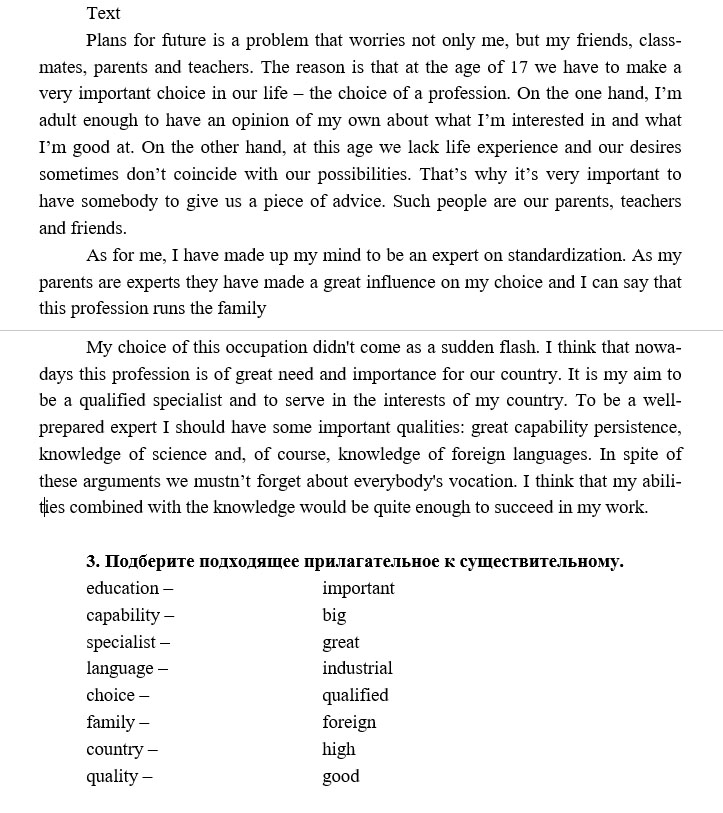 Text
Plans for future is a problem that worries not only me, but my friends, class-
mates, parents and teachers. The reason is that at the age of 17 we have to make a
very important choice in our life – the choice of a profession. On the one hand, I’m
adult enough to have an opinion of my own about what I’m interested in and what
I’m good at. On the other hand, at this age we lack life experience and our desires
sometimes don’t coincide with our possibilities. That’s why it’s very important to
have somebody to give us a piece of advice. Such people are our parents, teachers
and friends.
As for me, I have made up my mind to be an expert on standardization. As my
parents are experts they have made a great influence on my choice and I can say that
this profession runs the family
My choice of this occupation didn't come as a sudden flash. I think that nowa-
days this profession is of great need and importance for our country. It is my aim to
be a qualified specialist and to serve in the interests of my country. To be a well-
prepared expert I should have some important qualities: great capability persistence,
knowledge of science and, of course, knowledge of foreign languages. In spite of
these arguments we mustn’t forget about everybody's vocation. I think that my abili-
ties combined with the knowledge would be quite enough to succeed in my work.
3. Подберите подходящее прилагательное к существительному.
education – important
capability – big
specialist – great
language – industrial
choice – qualified
family – foreign
country – high
quality – good